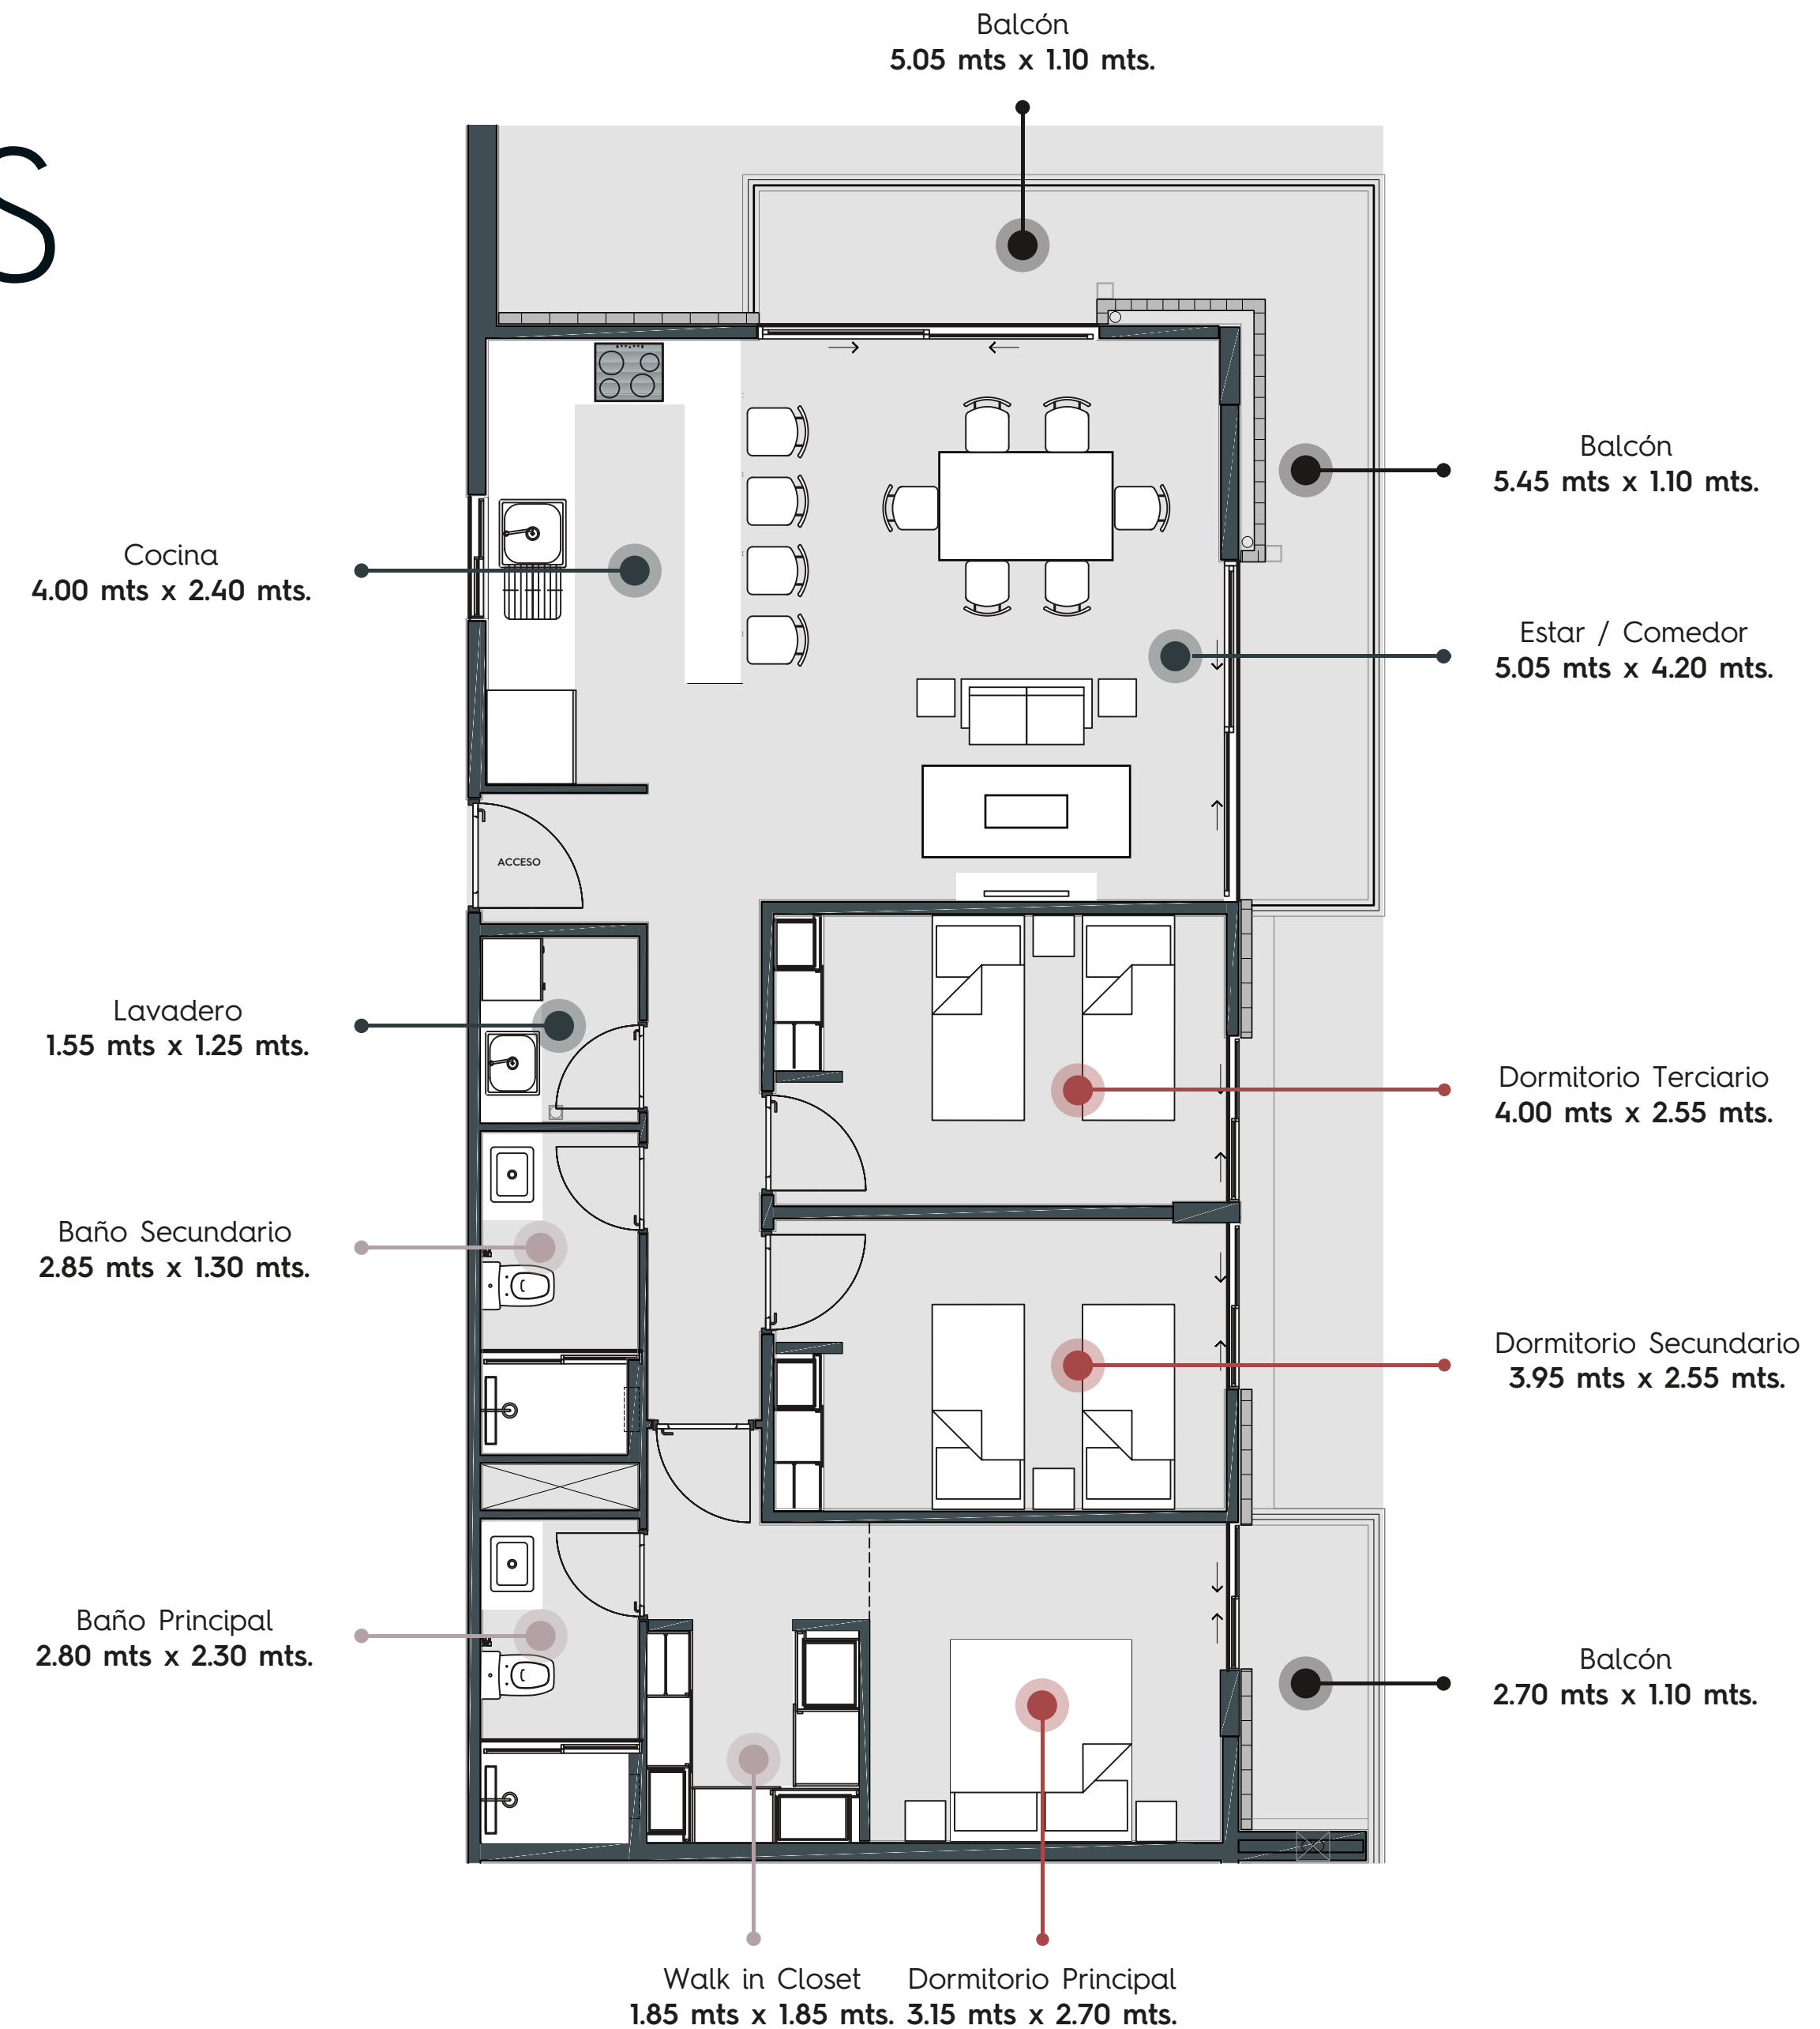 Balcón
5.05 mts x 1.10 mts.
S
Balcón
5.45 mts x 1.10 mts.
Cocina
4.00 mts x 2.40 mts.
Estar / Comedor
5.05 mts x 4.20 mts.
ACCESO
Lavadero
1.55 mts x 1.25 mts.
Dormitorio Terciario
4.00 mts x 2.55 mts.
Baño Secundario
2.85 mts x 1.30 mts.
Dormitorio Secundario
3.95 mts x 2.55 mts.
Baño Principal
2.80 mts x 2.30 mts.
Balcón
2.70 mts x 1.10 mts.
Walk in Closet
1.85 mts x 1.85 mts.
Dormitorio Principal
3.15 mts x 2.70 mts.